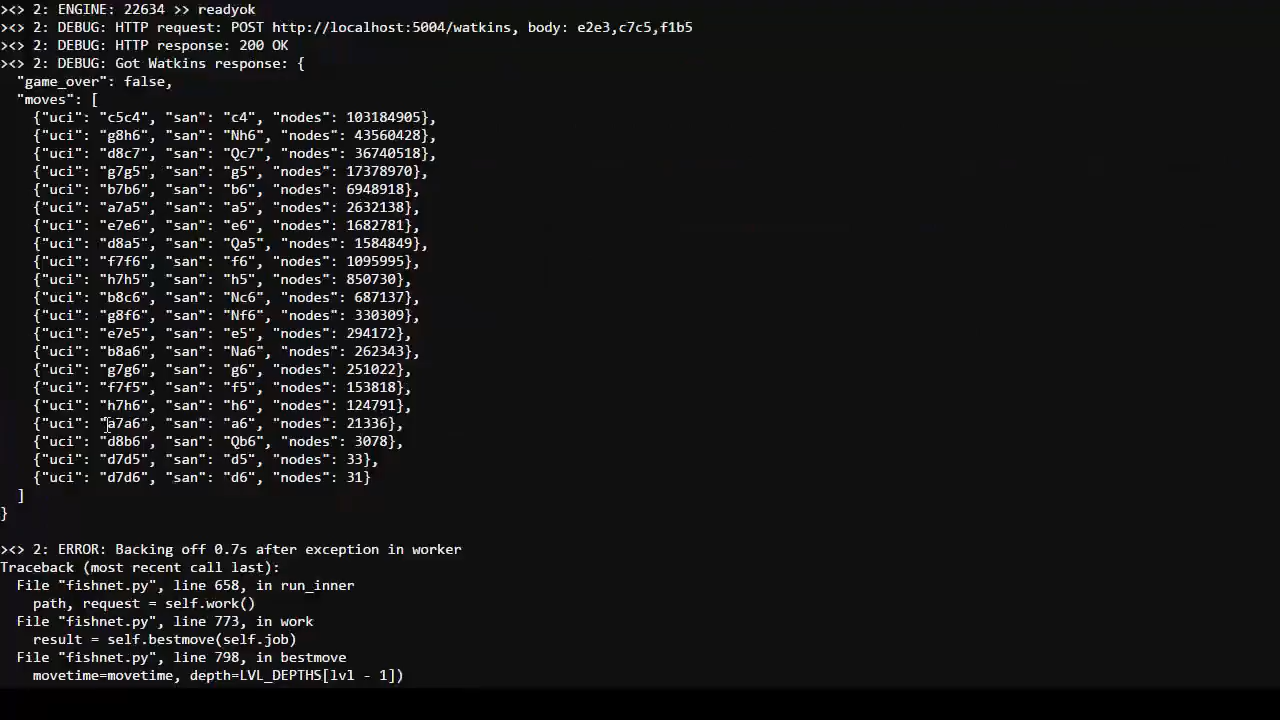 ><> 2: ENGINE: 22634 >> readyok
><> 2: DEBUG: HTTP request: POST http://localhost:5004/watkins, body: e2e3,c7c5,f1b5
><> 2: DEBUG: HTTP response: 200 OK
><> 2: DEBUG: Got Watkins response: {
  "game_over": false,
  "moves": [
    {"uci": "c5c4", "san": "c4", "nodes": 103184905},
    {"uci": "g8h6", "san": "Nh6", "nodes": 43560428},
    {"uci": "d8c7", "san": "Qc7", "nodes": 36740518},
    {"uci": "g7g5", "san": "g5", "nodes": 17378970},
    {"uci": "b7b6", "san": "b6", "nodes": 6948918},
    {"uci": "a7a5", "san": "a5", "nodes": 2632138},
    {"uci": "e7e6", "san": "e6", "nodes": 1682781},
    {"uci": "d8a5", "san": "Qa5", "nodes": 1584849},
    {"uci": "f7f6", "san": "f6", "nodes": 1095995},
    {"uci": "h7h5", "san": "h5", "nodes": 850730},
    {"uci": "b8c6", "san": "Nc6", "nodes": 687137},
    {"uci": "g8f6", "san": "Nf6", "nodes": 330309},
    {"uci": "e7e5", "san": "e5", "nodes": 294172},
    {"uci": "b8a6", "san": "Na6", "nodes": 262343},
    {"uci": "g7g6", "san": "g6", "nodes": 251022},
    {"uci": "f7f5", "san": "f5", "nodes": 153818},
    {"uci": "h7h6", "san": "h6", "nodes": 124791},
    {"uci": "a7a6", "san": "a6", "nodes": 21336},
    {"uci": "d8b6", "san": "Qb6", "nodes": 3078},
    {"uci": "d7d5", "san": "d5", "nodes": 33},
    {"uci": "d7d6", "san": "d6", "nodes": 31}
  ]
}
><> 2: ERROR: Backing off 0.7s after exception in worker
Traceback (most recent call last):
  File "fishnet.py", line 658, in run_inner
    path, request = self.work()
  File "fishnet.py", line 773, in work
    result = self.bestmove(self.job)
  File "fishnet.py", line 798, in bestmove
    movetime=movetime, depth=LVL_DEPTHS[lvl - 1])